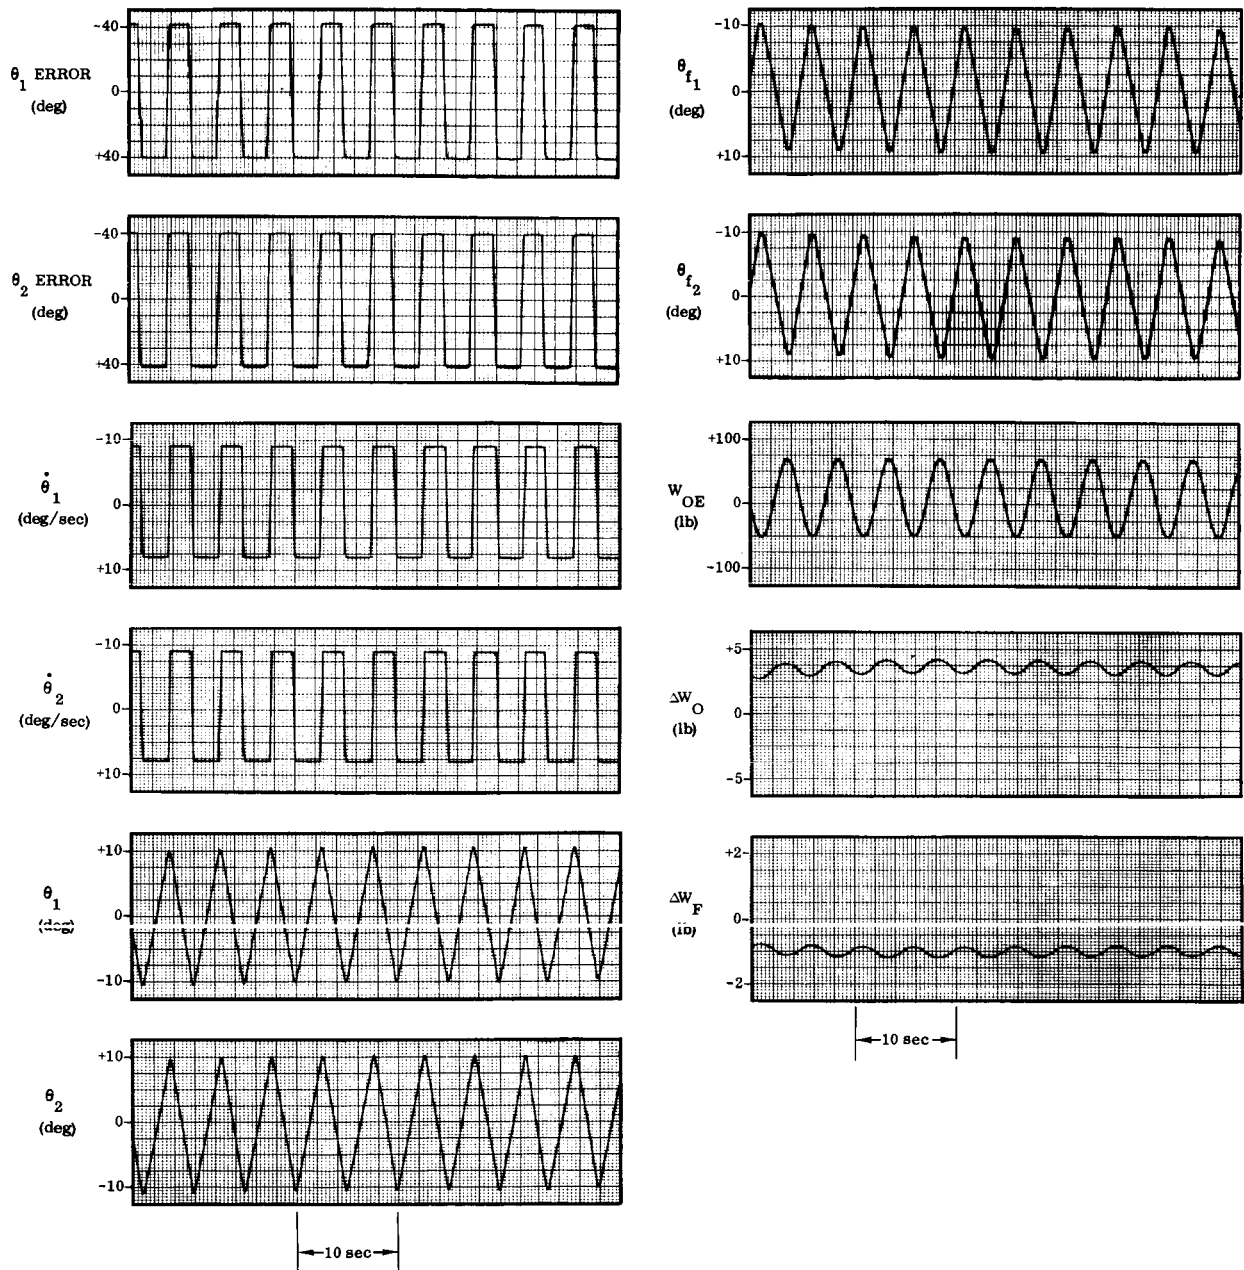 θ1 ERROR
(deg)
-40
0
+40
θ2 ERROR
(deg)
-40
0
+40
θ̇1
(deg/sec)
-10
0
+10
θ̇2
(deg/sec)
-10
0
+10
θ1
(deg)
+10
0
-10
θ2
(deg)
+10
0
-10
10 sec
θf1
(deg)
-10
0
+10
θf2
(deg)
-10
0
+10
WOE
(lb)
+100
0
-100
ΔWO
(lb)
+5
0
-5
ΔWF
(lb)
+2
0
-2
10 sec